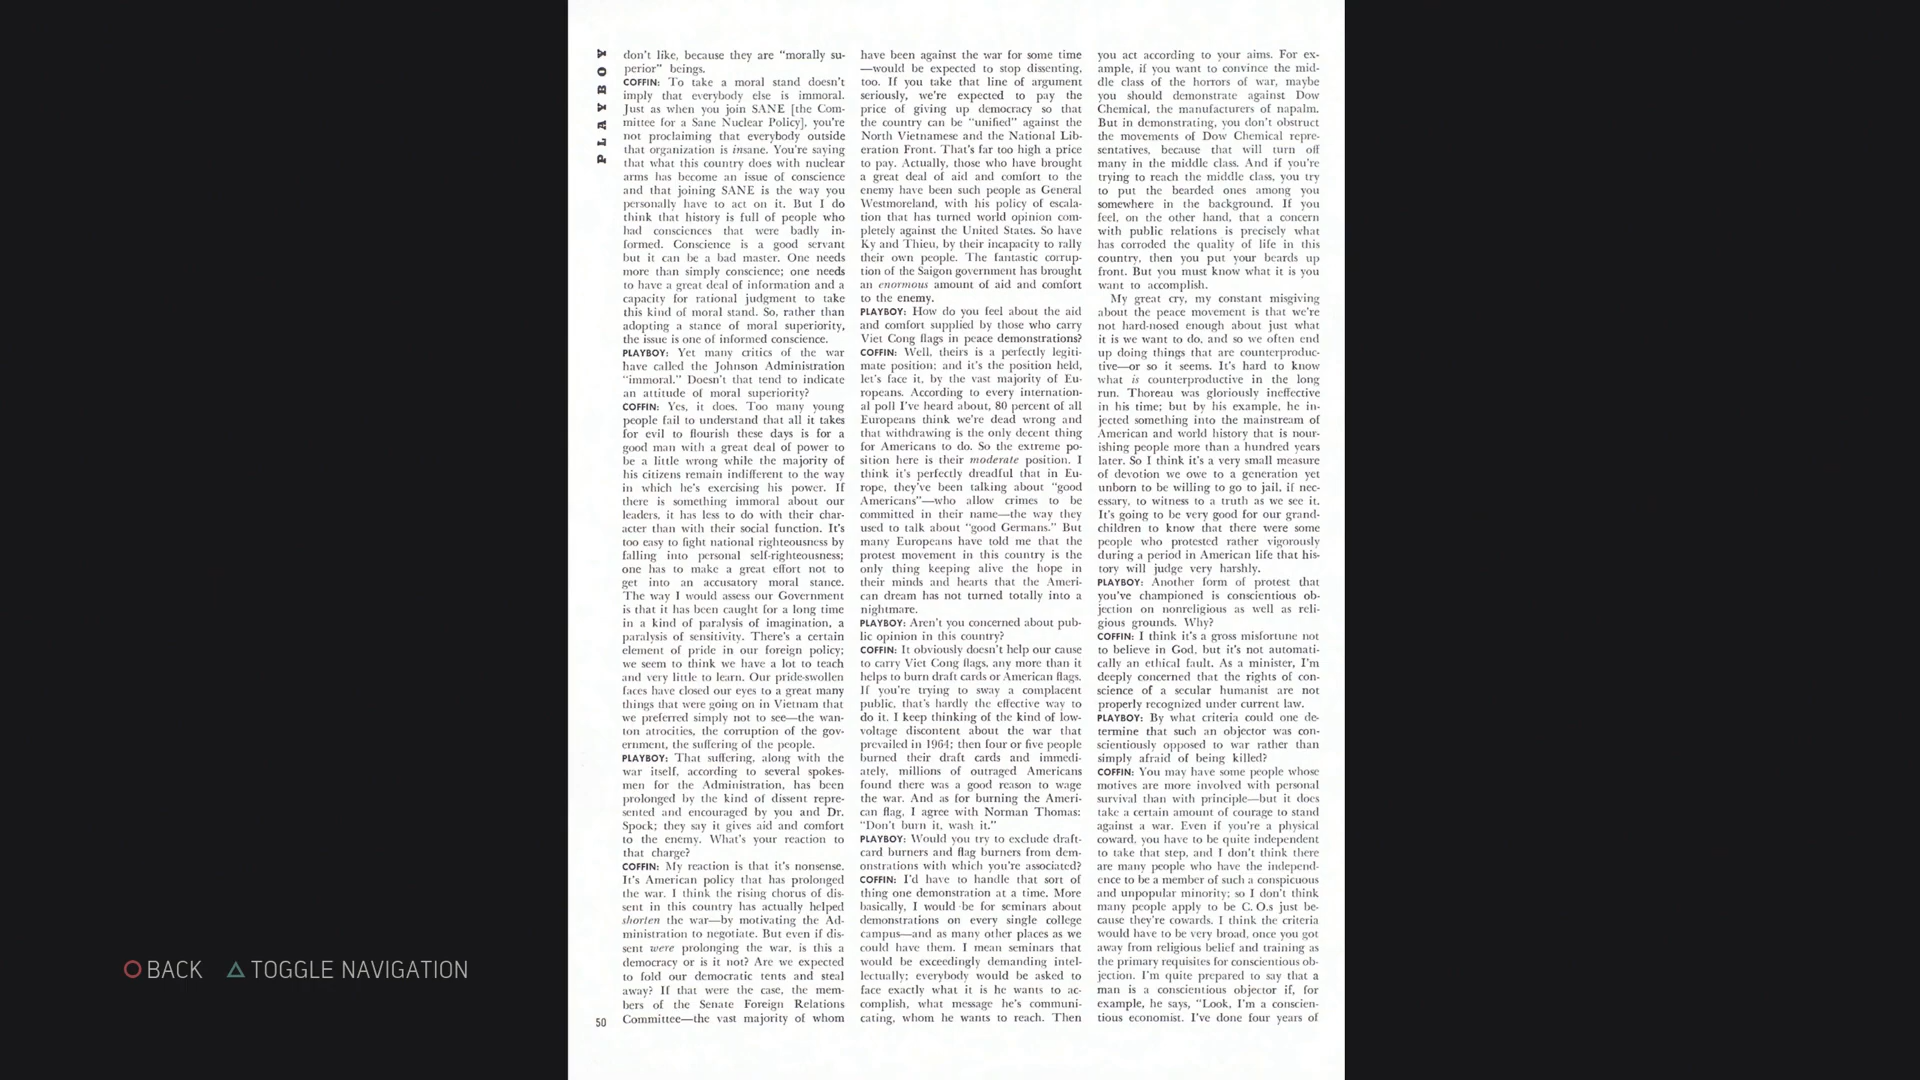 PLAYBOY
don't like, because they are "morally su-
perior" beings.
COFFIN: To take a moral stand doesn't
imply that everybody else is immoral.
Just as when you join SANE [the Com-
mittee for a Sane Nuclear Policy], you're
not proclaiming that everybody outside
that organization is insane. You're saying
that what this country does with nuclear
arms has become an issue of conscience
and that joining SANE is the way you
personally have to act on it. But I do
think that history is full of people who
had consciences that were badly in-
formed. Conscience is a good servant
but it can be a bad master. One needs
more than simply conscience; one needs
to have a great deal of information and a
capacity for rational judgment to take
this kind of moral stand. So, rather than
adopting a stance of moral superiority,
the issue is one of informed conscience.
PLAYBOY: Yet many critics of the war
have called the Johnson Administration
"immoral." Doesn't that tend to indicate
an attitude of moral superiority?
COFFIN: Yes, it does. Too many young
people fail to understand that all it takes
for evil to flourish these days is for a
good man with a great deal of power to
be a little wrong while the majority of
his citizens remain indifferent to the way
in which he's exercising his power. If
there is something immoral about our
leaders, it has less to do with their char-
acter than with their social function. It's
too easy to fight national righteousness by
falling into personal self-righteousness;
one has to make a great effort not to
get into an accusatory moral stance.
The way I would assess our Government
is that it has been caught for a long time
in a kind of paralysis of imagination, a
paralysis of sensitivity. There's a certain
element of pride in our foreign policy;
we seem to think we have a lot to teach
and very little to learn. Our pride-swollen
faces have closed our eyes to a great many
things that were going on in Vietnam that
we preferred simply not to see—the wan-
ton atrocities, the corruption of the gov-
ernment, the suffering of the people.
PLAYBOY: That suffering, along with the
war itself, according to several spokes-
men for the Administration, has been
prolonged by the kind of dissent repre-
sented and encouraged by you and Dr.
Spock; they say it gives aid and comfort
to the enemy. What's your reaction to
that charge?
COFFIN: My reaction is that it's nonsense.
It's American policy that has prolonged
the war. I think the rising chorus of dis-
sent in this country has actually helped
shorten the war—by motivating the Ad-
ministration to negotiate. But even if dis-
sent were prolonging the war, is this a
democracy or is it not? Are we expected
to fold our democratic tents and steal
away? If that were the case, the mem-
bers of the Senate Foreign Relations
Committee—the vast majority of whom
50
have been against the war for some time
—would be expected to stop dissenting,
too. If you take that line of argument
seriously, we're expected to pay the
price of giving up democracy so that
the country can be "unified" against the
North Vietnamese and the National Lib-
eration Front. That's far too high a price
to pay. Actually, those who have brought
a great deal of aid and comfort to the
enemy have been such people as General
Westmoreland, with his policy of escala-
tion that has turned world opinion com-
pletely against the United States. So have
Ky and Thieu, by their incapacity to rally
their own people. The fantastic corrup-
tion of the Saigon government has brought
an enormous amount of aid and comfort
to the enemy.
PLAYBOY: How do you feel about the aid
and comfort supplied by those who carry
Viet Cong flags in peace demonstrations?
COFFIN: Well, theirs is a perfectly legiti-
mate position; and it's the position held,
let's face it, by the vast majority of Eu-
ropeans. According to every internation-
al poll I've heard about, 80 percent of all
Europeans think we're dead wrong and
that withdrawing is the only decent thing
for Americans to do. So the extreme po-
sition here is their moderate position. I
think it's perfectly dreadful that in Eu-
rope, they've been talking about "good
Americans"—who allow crimes to be
committed in their name—the way they
used to talk about "good Germans." But
many Europeans have told me that the
protest movement in this country is the
only thing keeping alive the hope in
their minds and hearts that the Ameri-
can dream has not turned totally into a
nightmare.
PLAYBOY: Aren't you concerned about pub-
lic opinion in this country?
COFFIN: It obviously doesn't help our cause
to carry Viet Cong flags, any more than it
helps to burn draft cards or American flags.
If you're trying to sway a complacent
public, that's hardly the effective way to
do it. I keep thinking of the kind of low-
voltage discontent about the war that
prevailed in 1964; then four or five people
burned their draft cards and immedi-
ately, millions of outraged Americans
found there was a good reason to wage
the war. And as for burning the Ameri-
can flag, I agree with Norman Thomas:
"Don't burn it, wash it."
PLAYBOY: Would you try to exclude draft-
card burners and flag burners from dem-
onstrations with which you're associated?
COFFIN: I'd have to handle that sort of
thing one demonstration at a time. More
basically, I would be for seminars about
demonstrations on every single college
campus—and as many other places as we
could have them. I mean seminars that
would be exceedingly demanding intel-
lectually; everybody would be asked to
face exactly what it is he wants to ac-
complish, what message he's communi-
cating, whom he wants to reach. Then
you act according to your aims. For ex-
ample, if you want to convince the mid-
dle class of the horrors of war, maybe
you should demonstrate against Dow
Chemical, the manufacturers of napalm.
But in demonstrating, you don't obstruct
the movements of Dow Chemical repre-
sentatives, because that will turn off
many in the middle class. And if you're
trying to reach the middle class, you try
to put the bearded ones among you
somewhere in the background. If you
feel, on the other hand, that a concern
with public relations is precisely what
has corroded the quality of life in this
country, then you put your beards up
front. But you must know what it is you
want to accomplish.
My great cry, my constant misgiving
about the peace movement is that we're
not hard-nosed enough about just what
it is we want to do, and so we often end
up doing things that are counterproduc-
tive—or so it seems. It's hard to know
what is counterproductive in the long
run. Thoreau was gloriously ineffective
in his time; but by his example, he in-
jected something into the mainstream of
American and world history that is nour-
ishing people more than a hundred years
later. So I think it's a very small measure
of devotion we owe to a generation yet
unborn to be willing to go to jail, if nec-
essary, to witness to a truth as we see it.
It's going to be very good for our grand-
children to know that there were some
people who protested rather vigorously
during a period in American life that his-
tory will judge very harshly.
PLAYBOY: Another form of protest that
you've championed is conscientious ob-
jection on nonreligious as well as reli-
gious grounds. Why?
COFFIN: I think it's a gross misfortune not
to believe in God, but it's not automati-
cally an ethical fault. As a minister, I'm
deeply concerned that the rights of con-
science of a secular humanist are not
properly recognized under current law.
PLAYBOY: By what criteria could one de-
termine that such an objector was con-
scientiously opposed to war rather than
simply afraid of being killed?
COFFIN: You may have some people whose
motives are more involved with personal
survival than with principle—but it does
take a certain amount of courage to stand
against a war. Even if you're a physical
coward, you have to be quite independent
to take that step, and I don't think there
are many people who have the independ-
ence to be a member of such a conspicuous
and unpopular minority; so I don't think
many people apply to be C. O.s just be-
cause they're cowards. I think the criteria
would have to be very broad, once you got
away from religious belief and training as
the primary requisites for conscientious ob-
jection. I'm quite prepared to say that a
man is a conscientious objector if, for
example, he says, "Look, I'm a conscien-
tious economist. I've done four years of
BACK TOGGLE NAVIGATION